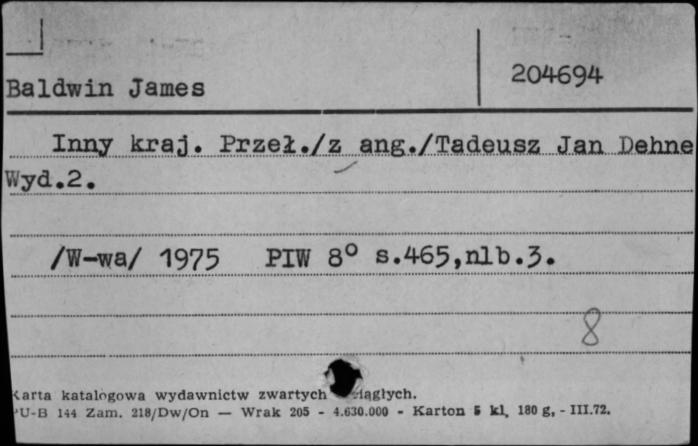 Baldwin James
204694
Inny kraj. Przeł./z ang./Tadeusz Jan Dehne
Wyd.2.
/W-wa/ 1975 PIW 8° s.465,nlb.3.
8
Karta katalogowa wydawnictw zwartych ciągłych.
PU-B 144 Zam. 218/Dw/On — Wrak 205 - 4.630.000 - Karton 5 kl, 180 g, - III.72.